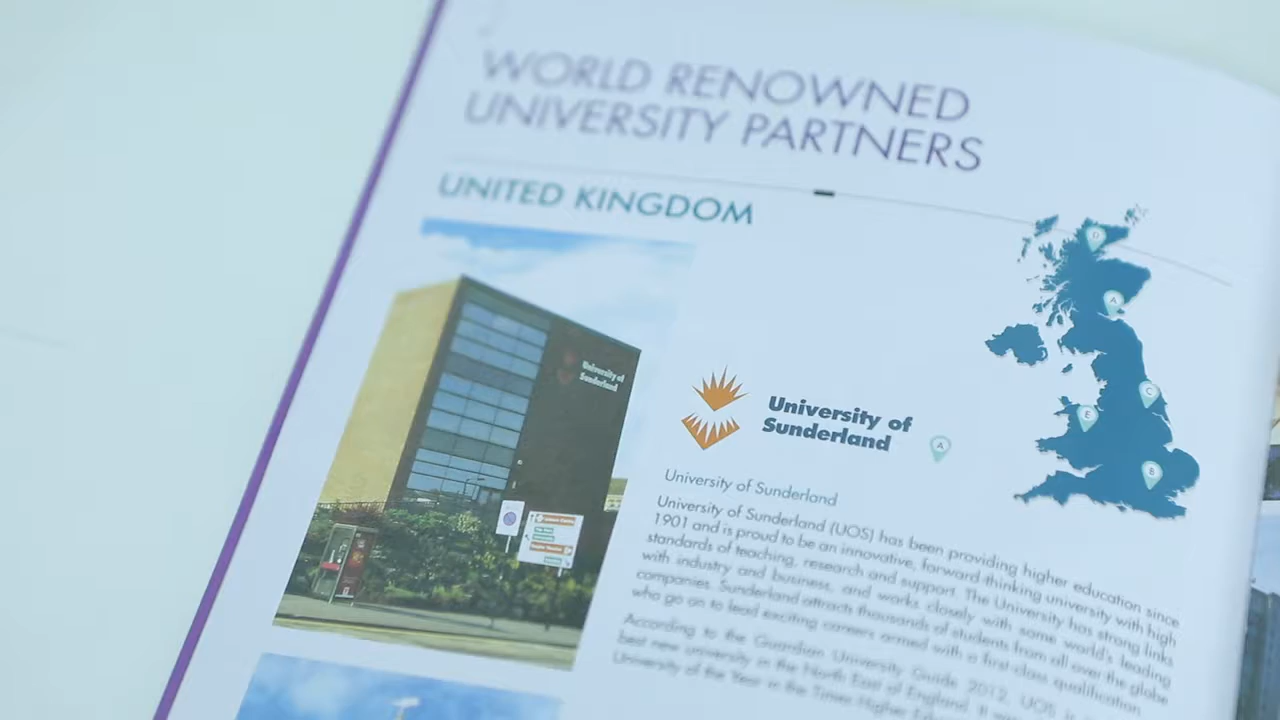 WORLD RENOWNED
UNIVERSITY PARTNERS
UNITED KINGDOM
D
A
C
E
B
University of
Sunderland
University of
Sunderland
A
University of Sunderland
University of Sunderland (UOS) has been providing higher education since
1901 and is proud to be an innovative, forward-thinking university with high
standards of teaching, research and support. The University has strong links
with industry and business, and works closely with some world's leading
companies. Sunderland attracts thousands of students from all over the globe
who go on to lead exciting careers armed with a first-class qualification
According to the Guardian University Guide 2012, UOS is
best new university in the North East of England. It was
University of the Year in the Times Higher